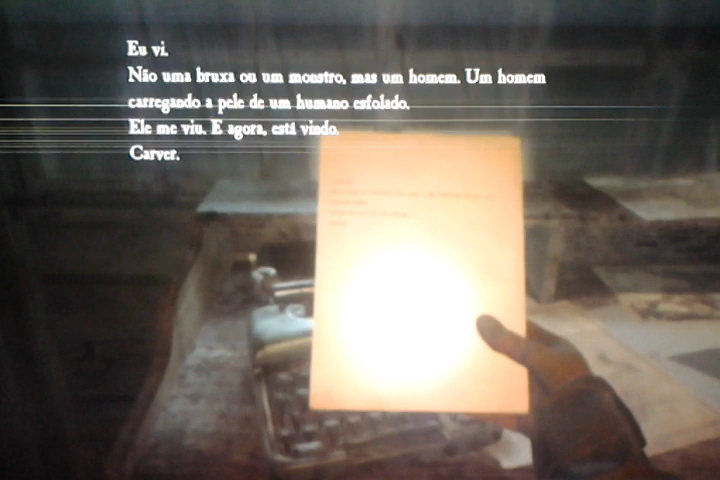 Eu vi.
Não uma bruxa ou um monstro, mas um homem. Um homem
carregando a pele de um humano esfolado.
Ele me viu. E agora, está vindo.
Carver.